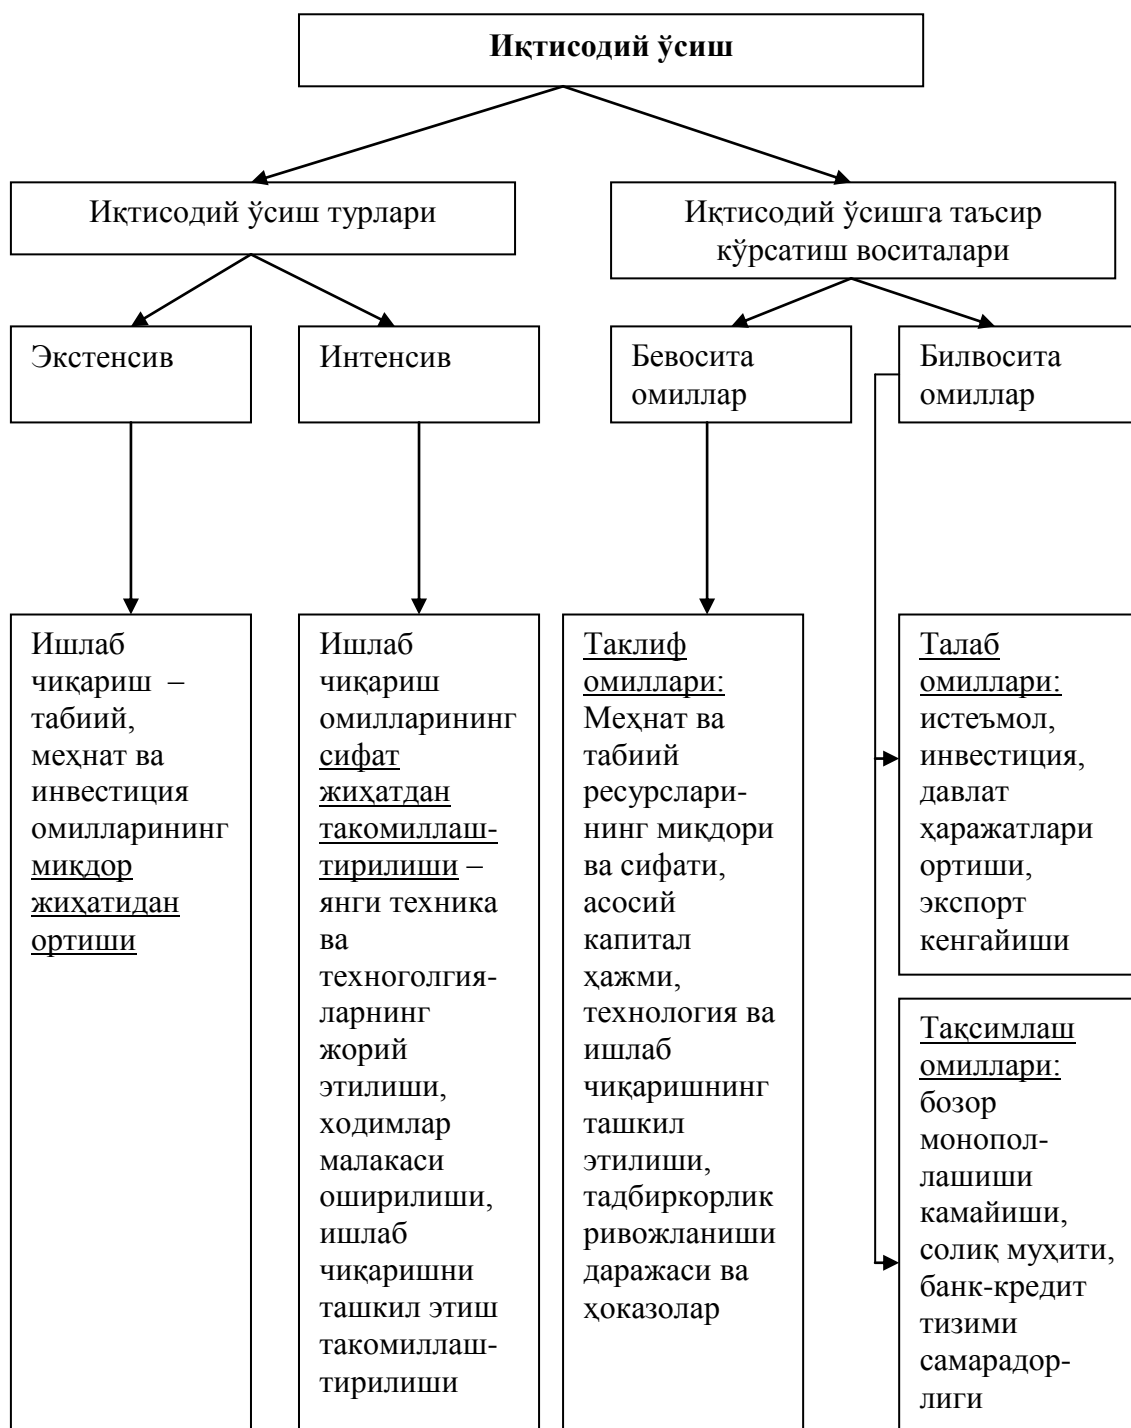 Иқтисодий ўсиш
Иқтисодий ўсиш турлари
Иқтисодий ўсишга таъсир
кўрсатиш воситалари
Экстенсив
Интенсив
Бевосита
омиллар
Билвосита
омиллар
Ишлаб
чиқариш –
табиий,
меҳнат ва
инвестиция
омилларининг
миқдор
жиҳатидан
ортиши
Ишлаб
чиқариш
омилларининг
сифат
жиҳатдан
такомиллаш-
тирилиши –
янги техника
ва
техноголгия-
ларнинг
жорий
этилиши,
ходимлар
малакаси
оширилиши,
ишлаб
чиқаришни
ташкил этиш
такомиллаш-
тирилиши
Таклиф
омиллари:
Меҳнат ва
табиий
ресурслари-
нинг миқдори
ва сифати,
асосий
капитал
ҳажми,
технология ва
ишлаб
чиқаришнинг
ташкил
этилиши,
тадбиркорлик
ривожланиши
даражаси ва
ҳоказолар
Талаб
омиллари:
истеъмол,
инвестиция,
давлат
ҳаражатлари
ортиши,
экспорт
кенгайиши
Тақсимлаш
омиллари:
бозор
монопол-
лашиши
камайиши,
солиқ муҳити,
банк-кредит
тизими
самарадор-
лиги